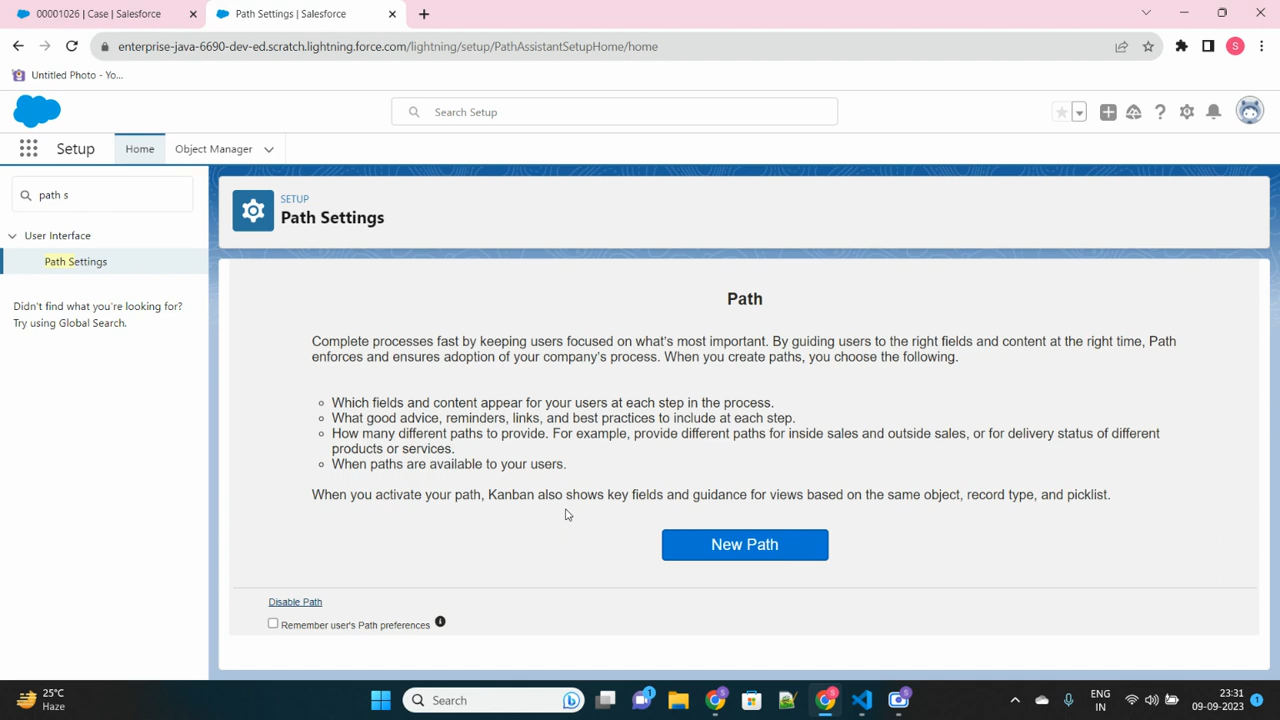 00001026 | Case | Salesforce
Path Settings | Salesforce
enterprise-java-6690-dev-ed.scratch.lightning.force.com/lightning/setup/PathAssistantSetupHome/home
S
Untitled Photo - Yo...
Search Setup
Setup
Home
Object Manager
path s
User Interface
Path Settings
Didn't find what you're looking for?
Try using Global Search.
SETUP
Path Settings
Path
Complete processes fast by keeping users focused on what's most important. By guiding users to the right fields and content at the right time, Path
enforces and ensures adoption of your company's process. When you create paths, you choose the following.
Which fields and content appear for your users at each step in the process.
What good advice, reminders, links, and best practices to include at each step.
How many different paths to provide. For example, provide different paths for inside sales and outside sales, or for delivery status of different
products or services.
When paths are available to your users.
When you activate your path, Kanban also shows key fields and guidance for views based on the same object, record type, and picklist.
New Path
Disable Path
Remember user's Path preferences
25°C
Haze
Search
1
S
S
S
ENG
IN
23:31
09-09-2023
1